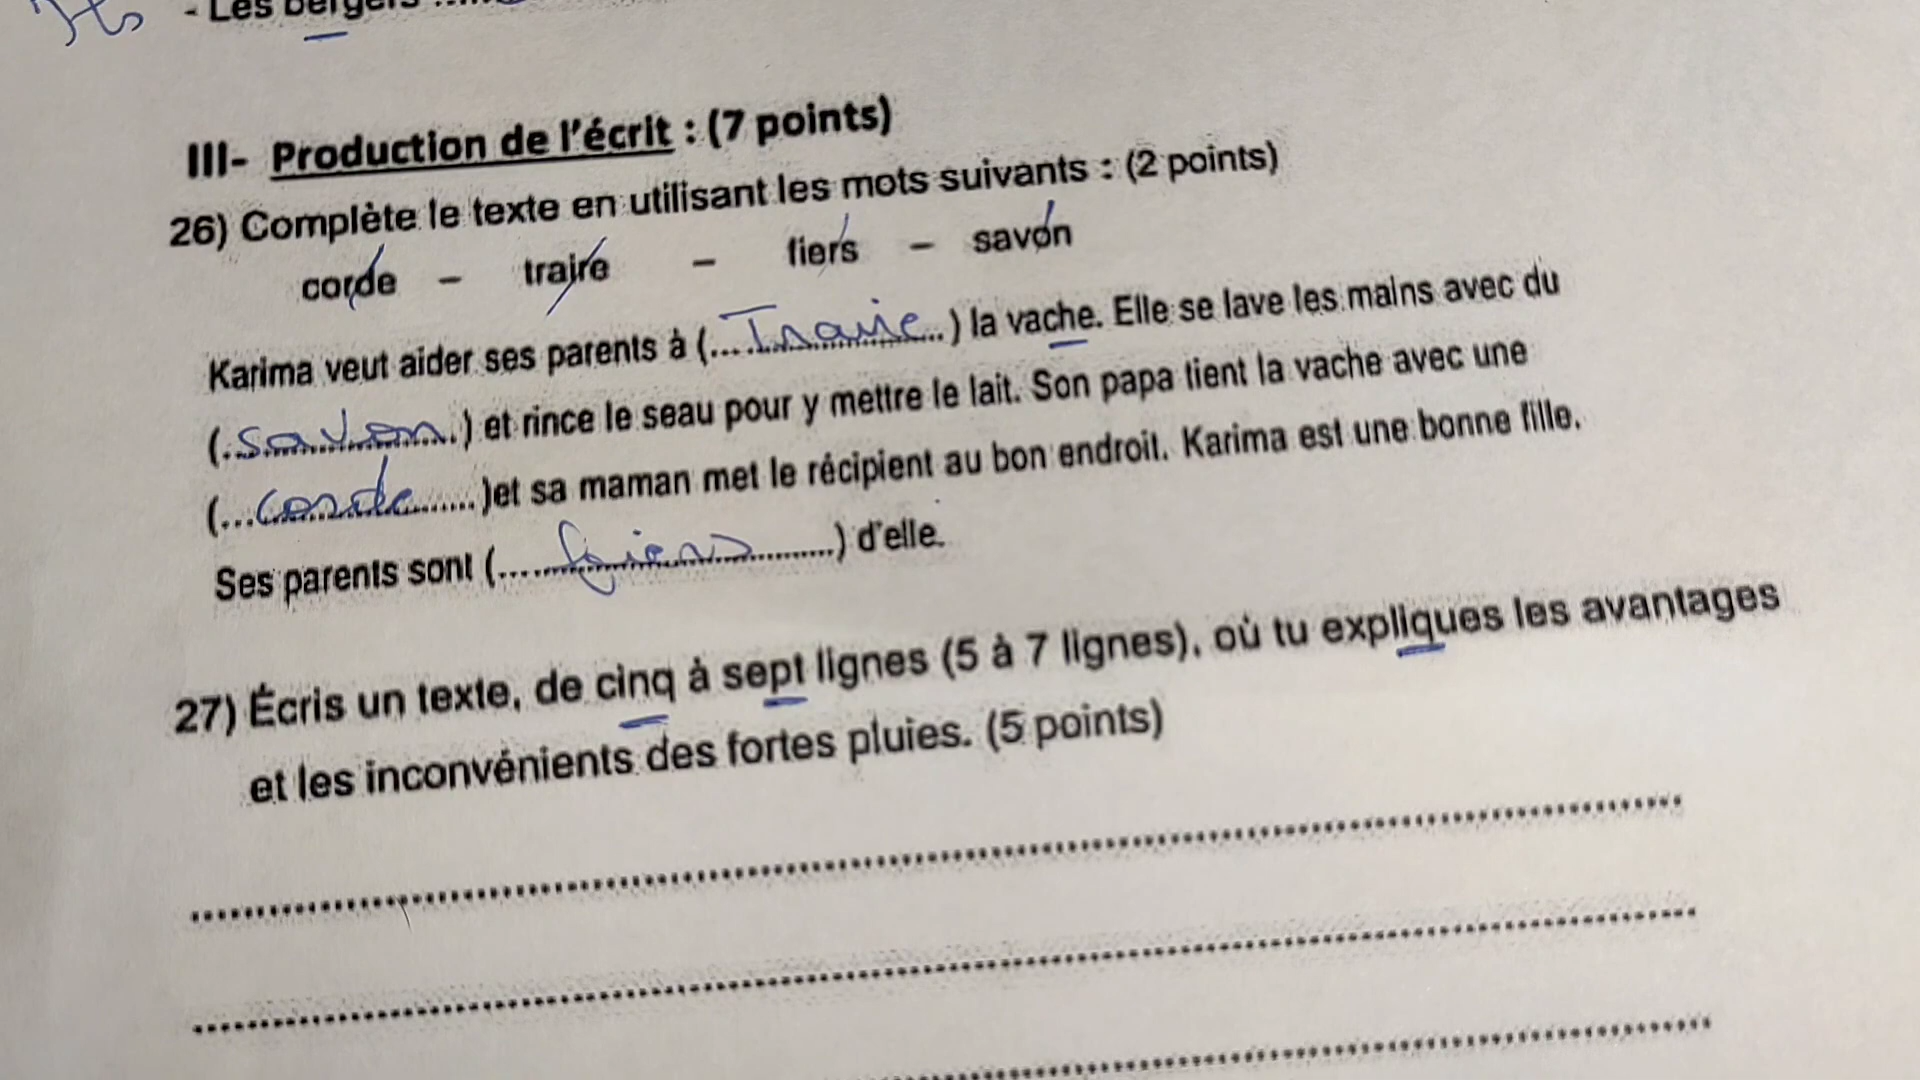 - Les bergers ......
III- Production de l'écrit : (7 points)
26) Complète le texte en utilisant les mots suivants : (2 points)
corde – traire – fiers – savon
Karima veut aider ses parents à (... Traire ...) la vache. Elle se lave les mains avec du
(. savon .) et rince le seau pour y mettre le lait. Son papa tient la vache avec une
(... corde ......)et sa maman met le récipient au bon endroit. Karima est une bonne fille.
Ses parents sont (...... fiers ............) d'elle.
27) Écris un texte, de cinq à sept lignes (5 à 7 lignes), où tu expliques les avantages
et les inconvénients des fortes pluies. (5 points)